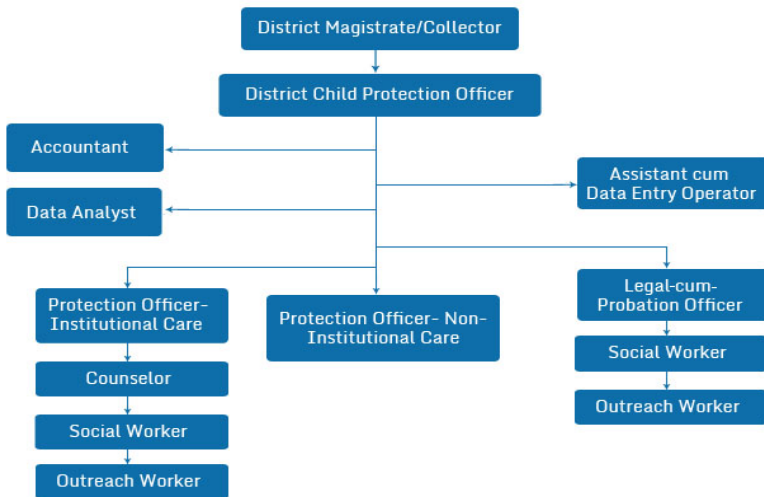 District Magistrate/Collector
District Child Protection Officer
Accountant
Assistant cum
Data Entry Operator
Data Analyst
Protection Officer-
Institutional Care
Protection Officer- Non-
Institutional Care
Legal-cum-
Probation Officer
Counselor
Social Worker
Social Worker
Outreach Worker
Outreach Worker